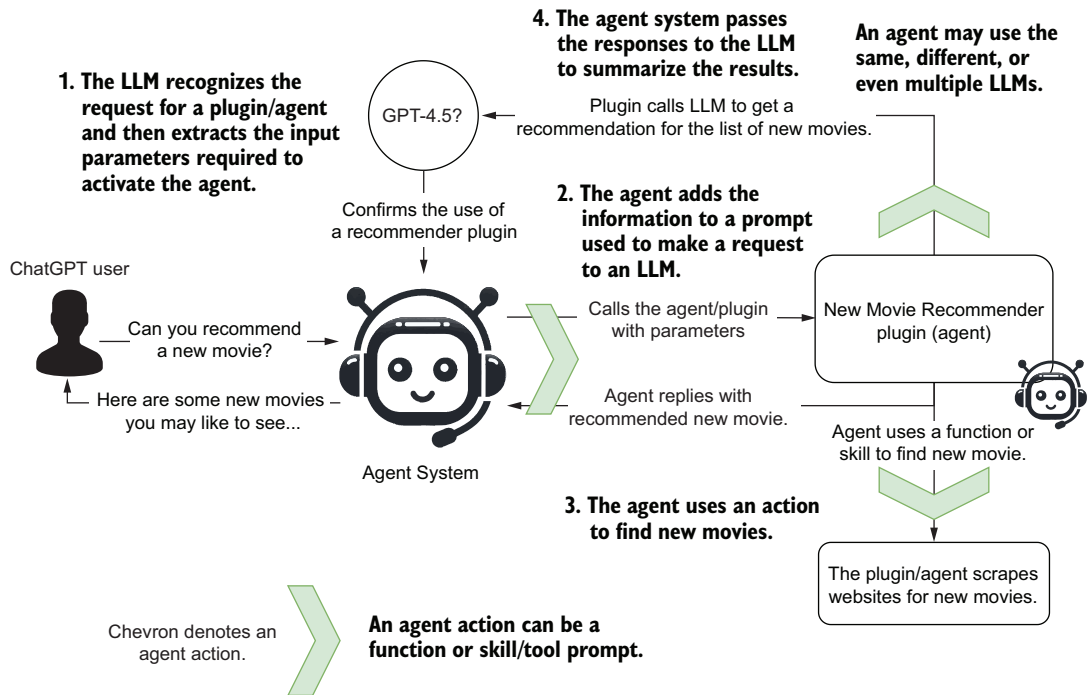 4. The agent system passes
the responses to the LLM
to summarize the results.
An agent may use the
same, different, or
even multiple LLMs.
1. The LLM recognizes the
request for a plugin/agent
and then extracts the input
parameters required to
activate the agent.
GPT-4.5?
Plugin calls LLM to get a
recommendation for the list of new movies.
Confirms the use of
a recommender plugin
2. The agent adds the
information to a prompt
used to make a request
to an LLM.
ChatGPT user
Can you recommend
a new movie?
Calls the agent/plugin
with parameters
New Movie Recommender
plugin (agent)
Here are some new movies
you may like to see...
Agent replies with
recommended new movie.
Agent uses a function or
skill to find new movie.
Agent System
3. The agent uses an action
to find new movies.
The plugin/agent scrapes
websites for new movies.
Chevron denotes an
agent action.
An agent action can be a
function or skill/tool prompt.